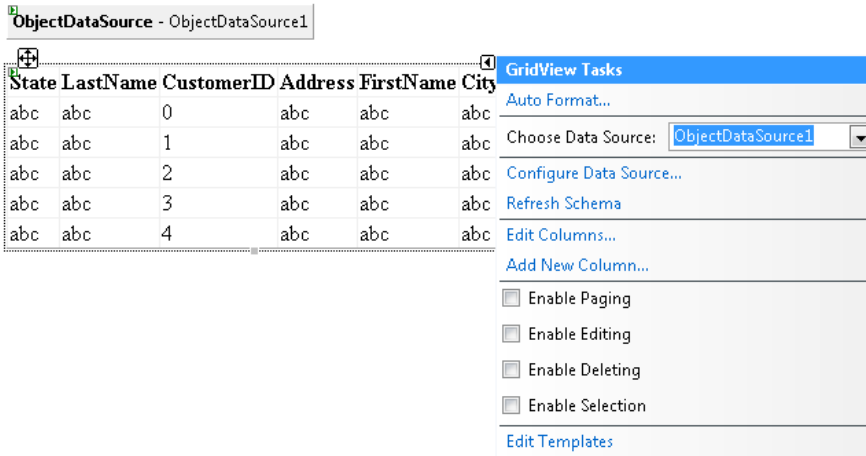 ObjectDataSource - ObjectDataSource1
State LastName CustomerID Address FirstName City
abc abc 0 abc abc abc
abc abc 1 abc abc abc
abc abc 2 abc abc abc
abc abc 3 abc abc abc
abc abc 4 abc abc abc
GridView Tasks
Auto Format...
Choose Data Source: ObjectDataSource1
Configure Data Source...
Refresh Schema
Edit Columns...
Add New Column...
Enable Paging
Enable Editing
Enable Deleting
Enable Selection
Edit Templates